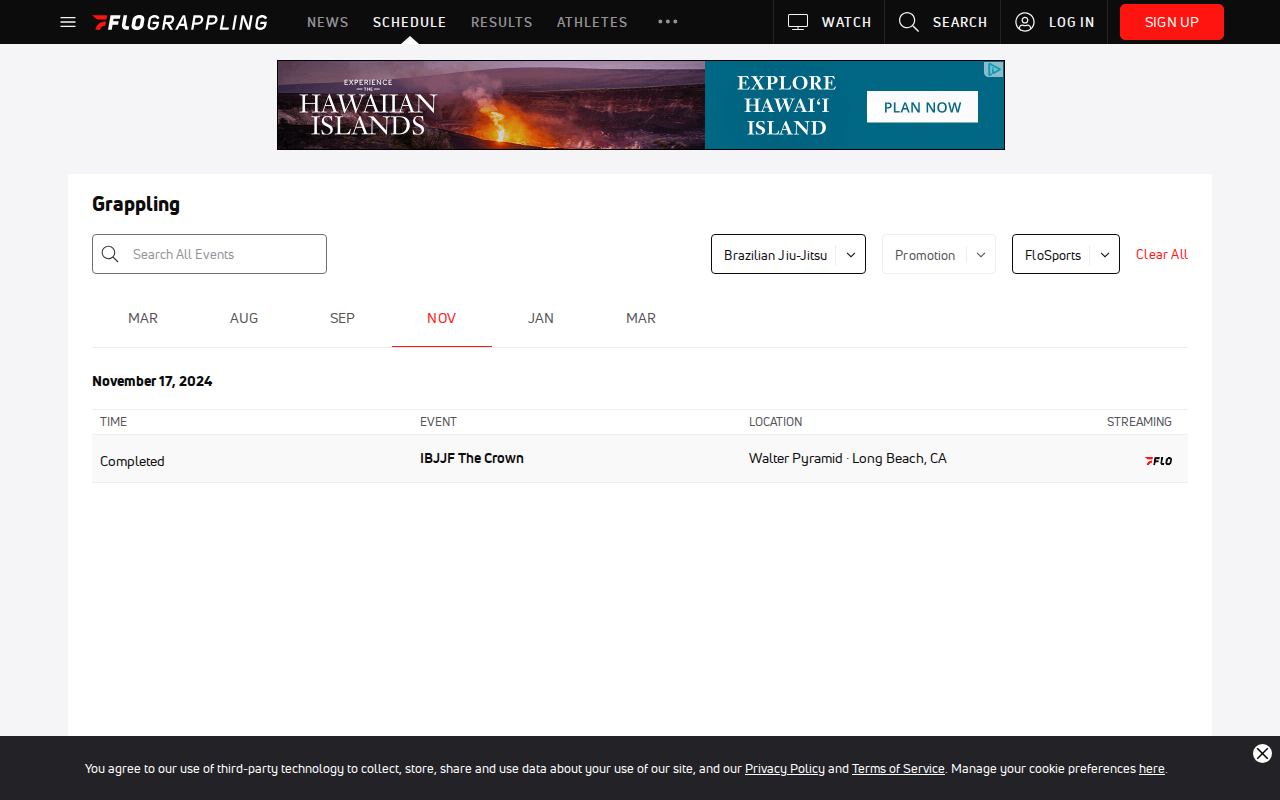 FLOGRAPPLING NEWS SCHEDULE RESULTS ATHLETES WATCH SEARCH LOG IN SIGN UP
EXPERIENCE
THE
HAWAIIAN
ISLANDS
EXPLORE
HAWAI‘I
ISLAND
PLAN NOW
Grappling
Search All Events Brazilian Jiu-Jitsu Promotion FloSports Clear All
MAR AUG SEP NOV JAN MAR
November 17, 2024
TIME EVENT LOCATION STREAMING
Completed IBJJF The Crown Walter Pyramid · Long Beach, CA FLO
You agree to our use of third-party technology to collect, store, share and use data about your use of our site, and our Privacy Policy and Terms of Service. Manage your cookie preferences here.